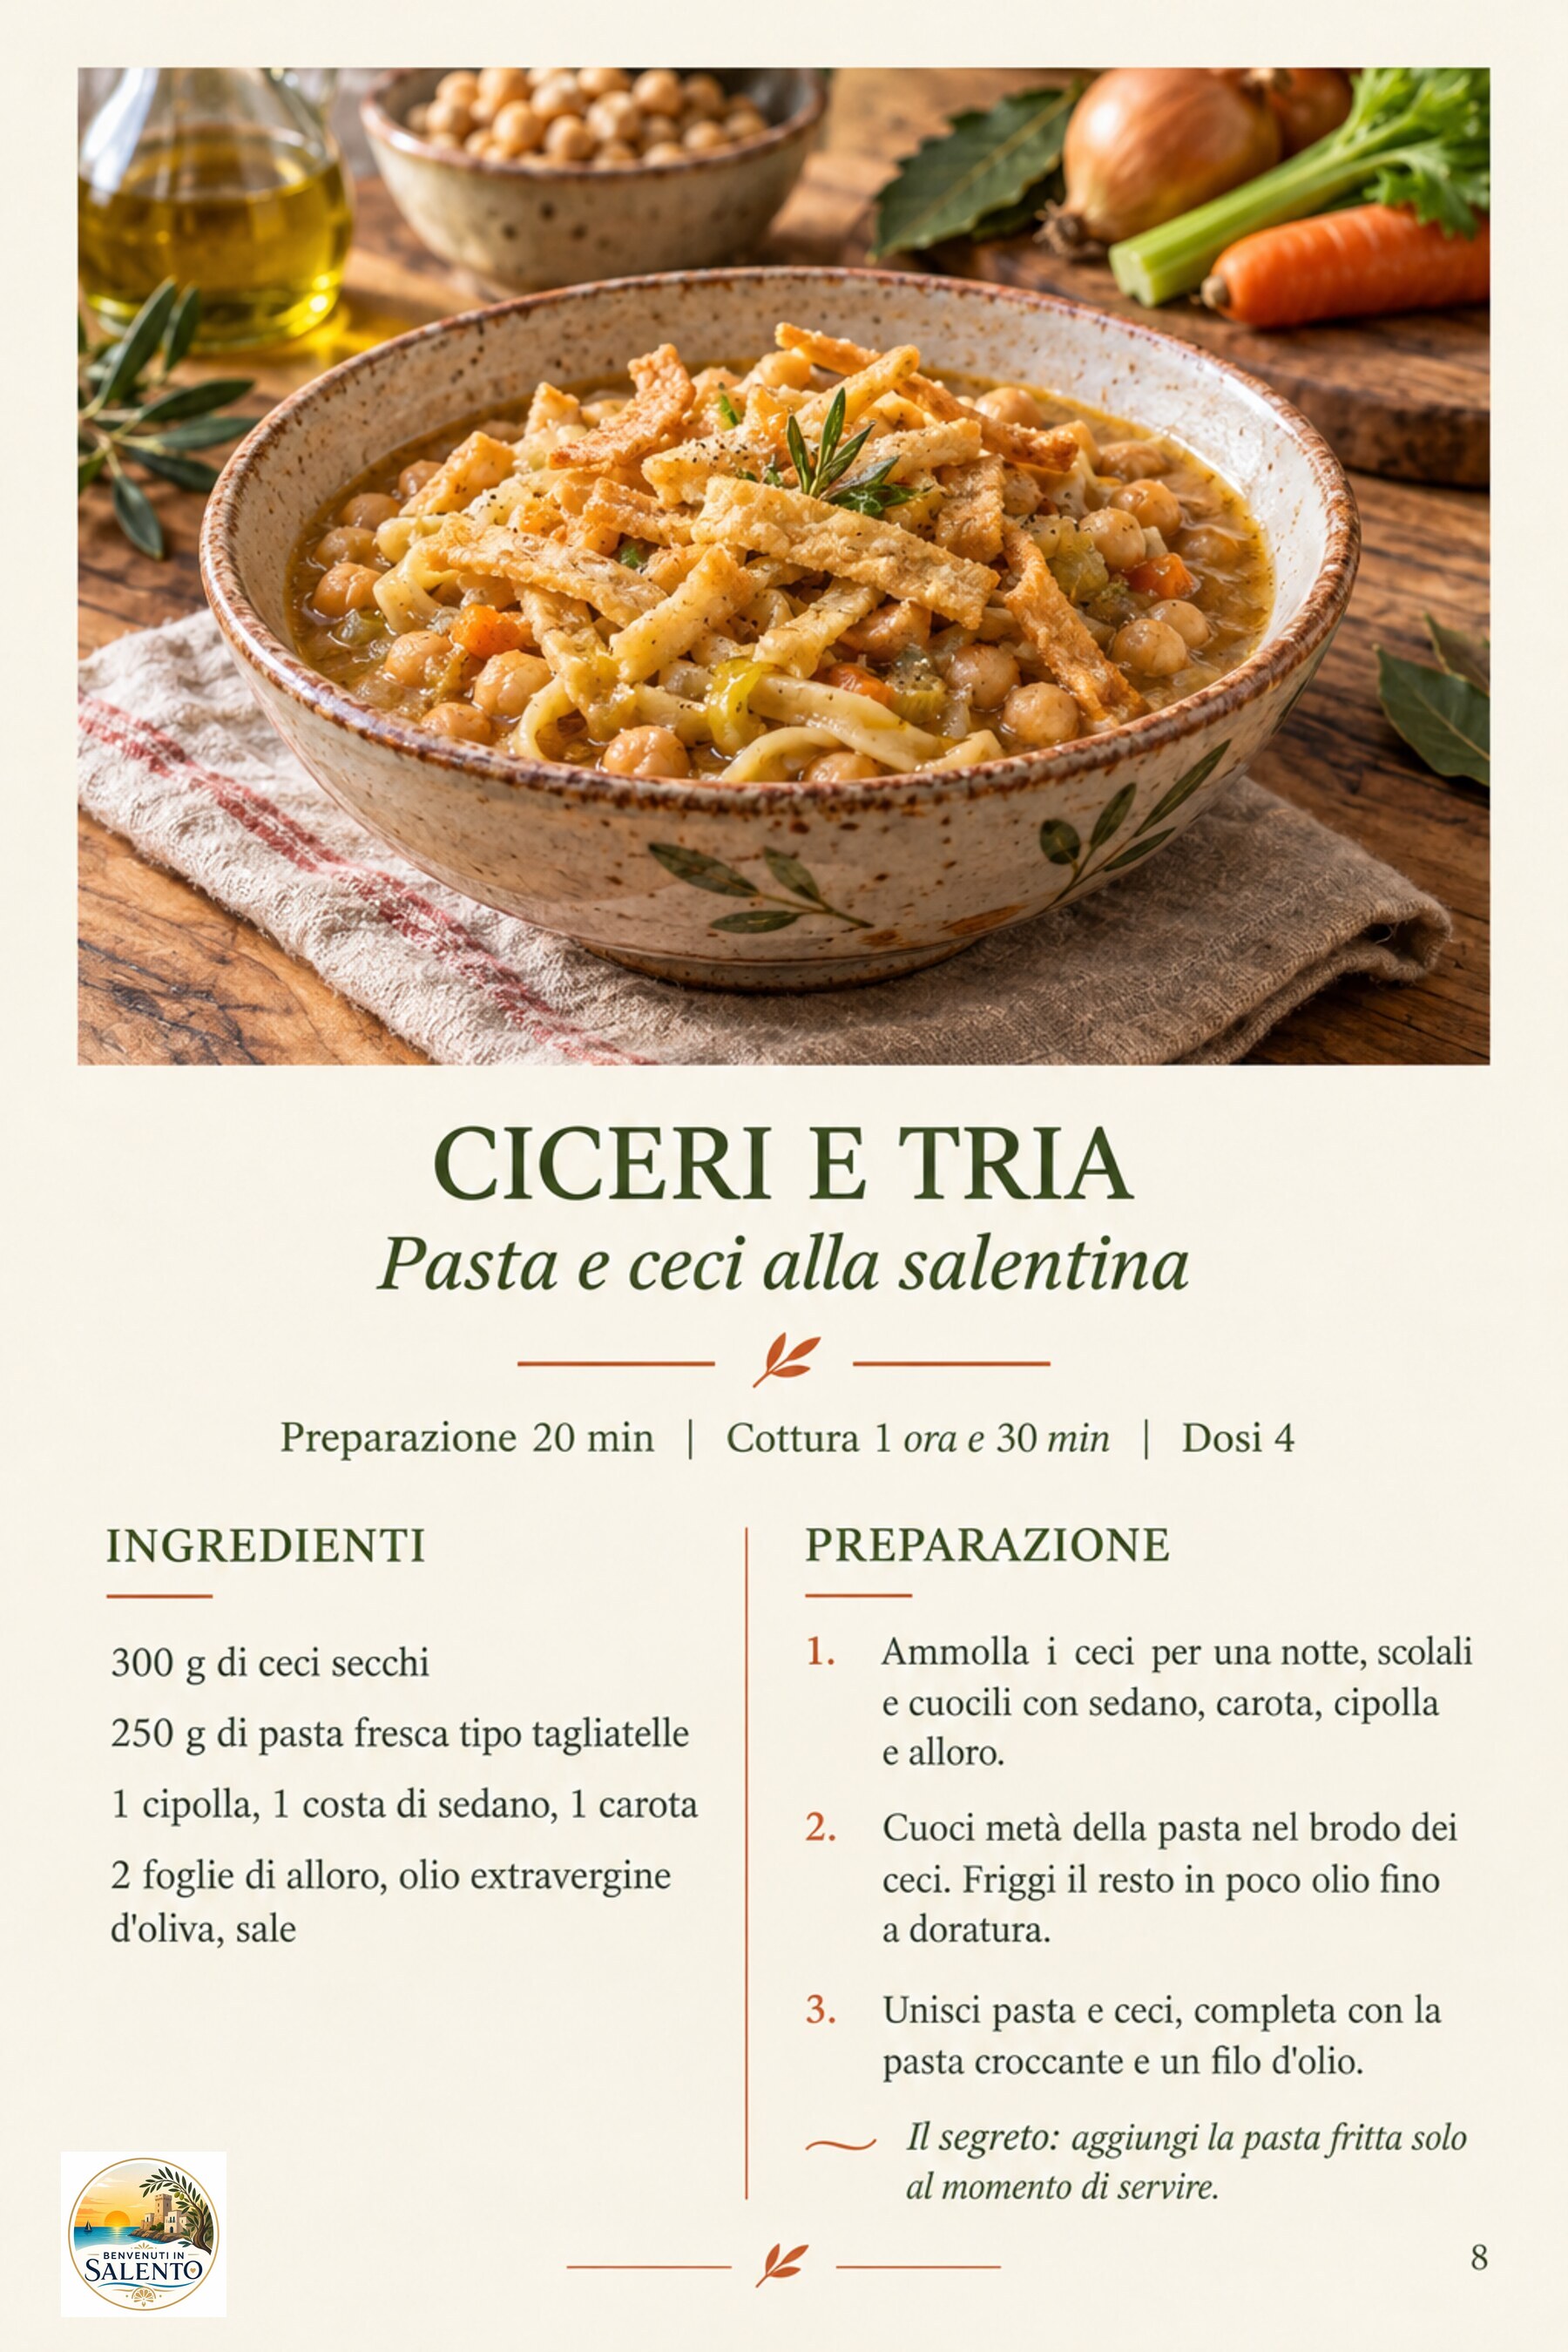 CICERI E TRIA
Pasta e ceci alla salentina
Preparazione 20 min | Cottura 1 ora e 30 min | Dosi 4
INGREDIENTI
300 g di ceci secchi
250 g di pasta fresca tipo tagliatelle
1 cipolla, 1 costa di sedano, 1 carota
2 foglie di alloro, olio extravergine
d'oliva, sale
PREPARAZIONE
1. Ammolla i ceci per una notte, scolali
e cuocili con sedano, carota, cipolla
e alloro.
2. Cuoci metà della pasta nel brodo dei
ceci. Friggi il resto in poco olio fino
a doratura.
3. Unisci pasta e ceci, completa con la
pasta croccante e un filo d'olio.
Il segreto: aggiungi la pasta fritta solo
al momento di servire.
BENVENUTI IN
SALENTO
8